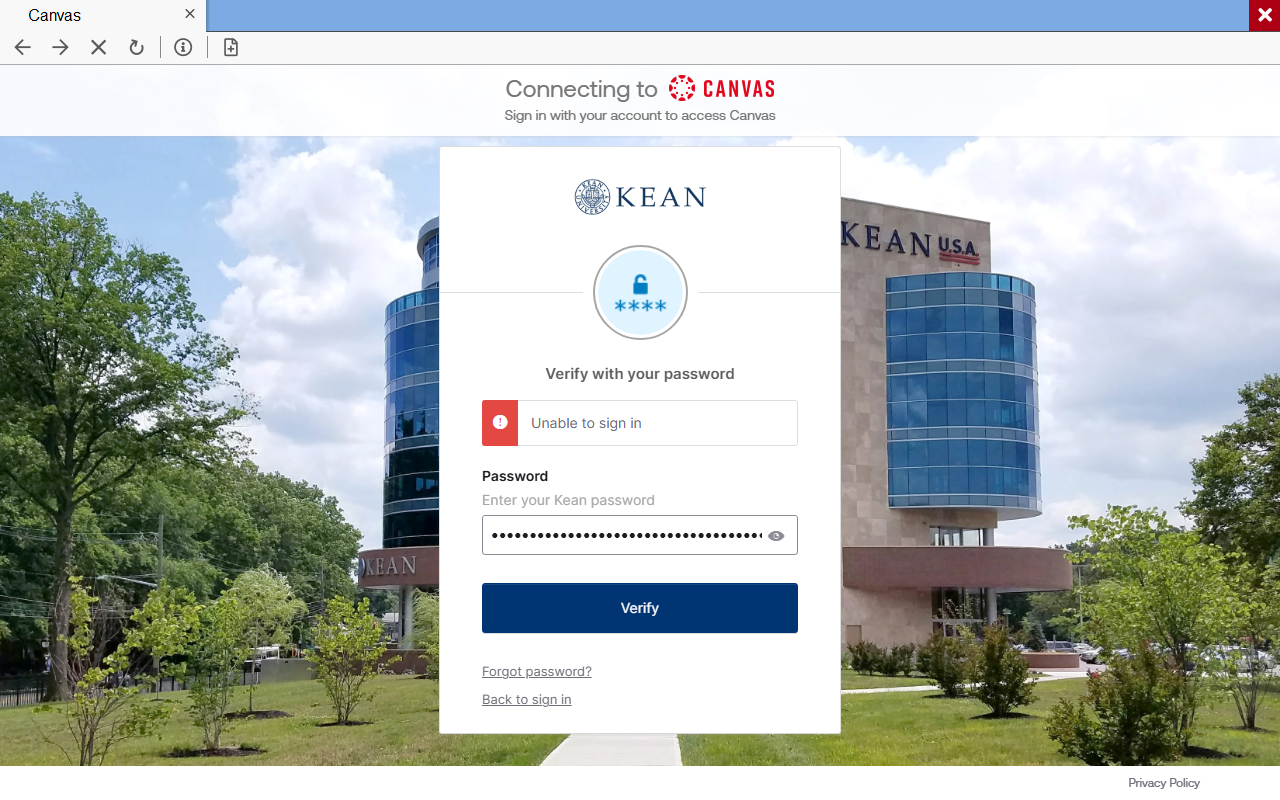 Canvas
Connecting to CANVAS
Sign in with your account to access Canvas
KEAN
KEAN U.S.A.
****
Verify with your password
Unable to sign in
Password
Enter your Kean password
KEAN
Verify
Forgot password?
Back to sign in
Privacy Policy